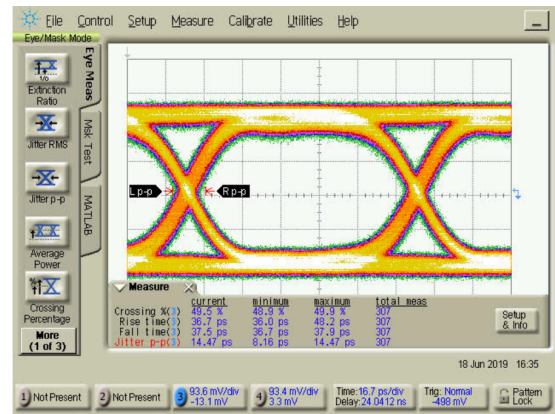 File Control Setup Measure Calibrate Utilities Help
Eye/Mask Mode
Extinction
Ratio
Jitter RMS
Jitter p-p
Average
Power
Crossing
Percentage
More
(1 of 3)
Eye Meas
Msk Test
MATLAB
L p-p
R p-p
Measure
current minimum maximum total meas
Crossing %(3) 49.5 % 48.9 % 49.9 % 307
Rise time(3) 36.7 ps 36.0 ps 48.2 ps 307
Fall time(3) 37.5 ps 36.7 ps 37.9 ps 307
Jitter p-p(3) 14.47 ps 8.16 ps 14.47 ps 307
Setup
& Info
18 Jun 2019 16:35
1) Not Present
2) Not Present
3) 93.6 mV/div
-13.1 mV
4) 93.4 mV/div
3.3 mV
Time:16.7 ps/div
Delay:24.0412 ns
Trig: Normal
-498 mV
Pattern
Lock